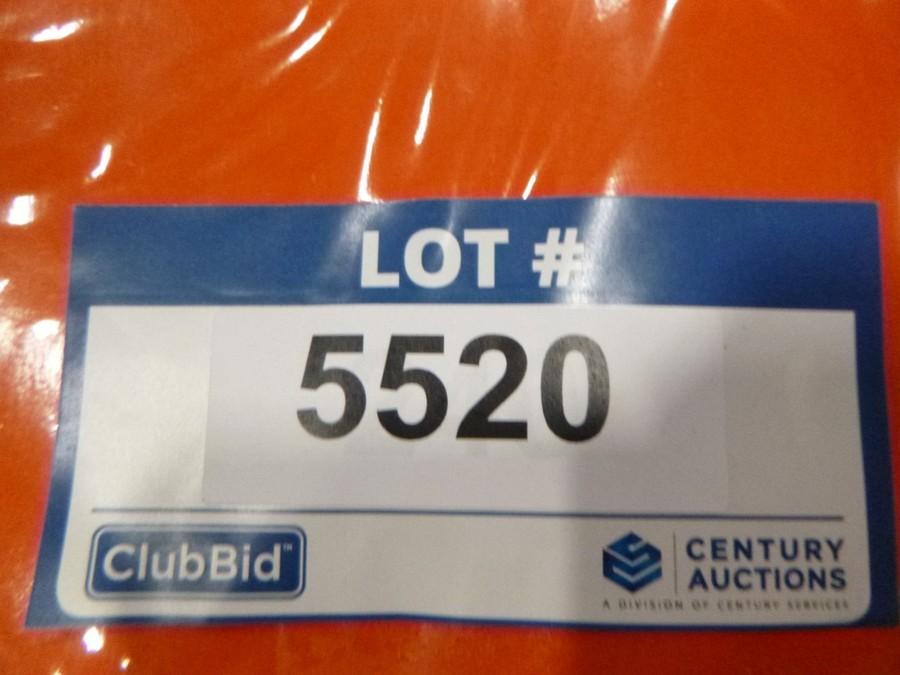 LOT #
5520
ClubBid™
CENTURY
AUCTIONS
A DIVISION OF CENTURY SERVICES